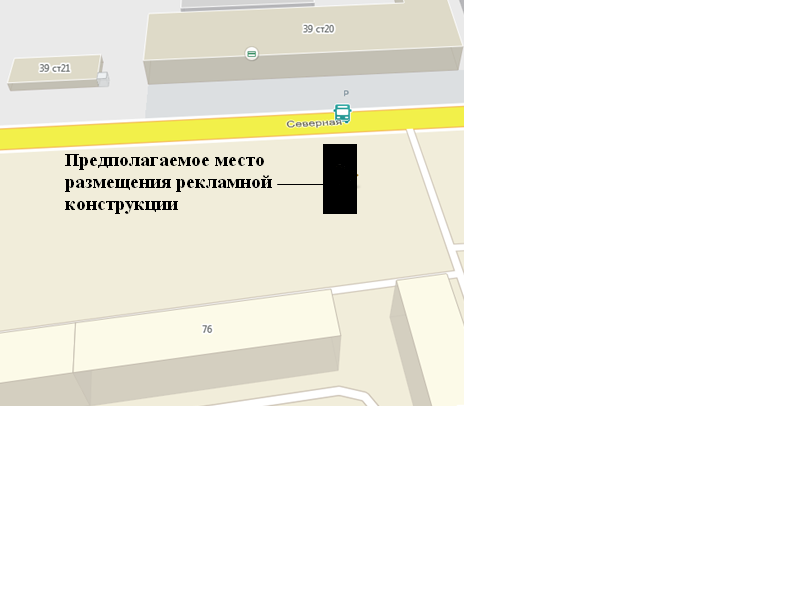 39 ст20
39 ст21
P
Северная
Предполагаемое место
размещения рекламной
конструкции
76